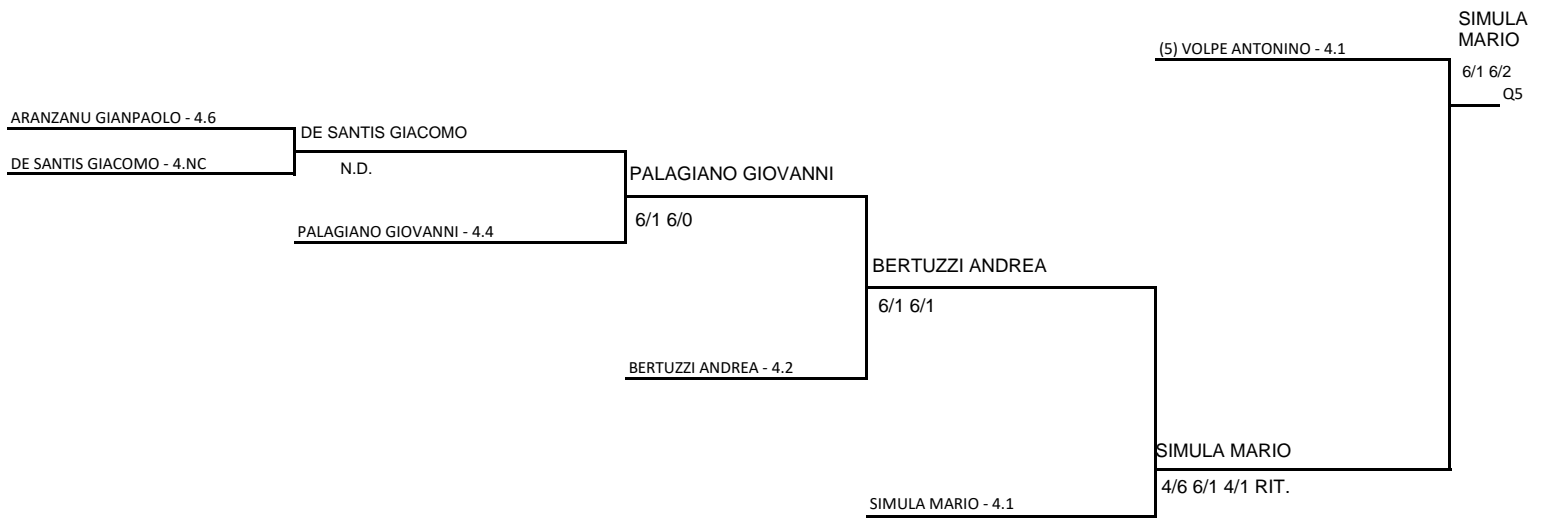 SIMULA
MARIO
(5) VOLPE ANTONINO - 4.1
6/1 6/2
Q5
ARANZANU GIANPAOLO - 4.6
DE SANTIS GIACOMO
DE SANTIS GIACOMO - 4.NC
N.D.
PALAGIANO GIOVANNI
6/1 6/0
PALAGIANO GIOVANNI - 4.4
BERTUZZI ANDREA
6/1 6/1
BERTUZZI ANDREA - 4.2
SIMULA MARIO
4/6 6/1 4/1 RIT.
SIMULA MARIO - 4.1